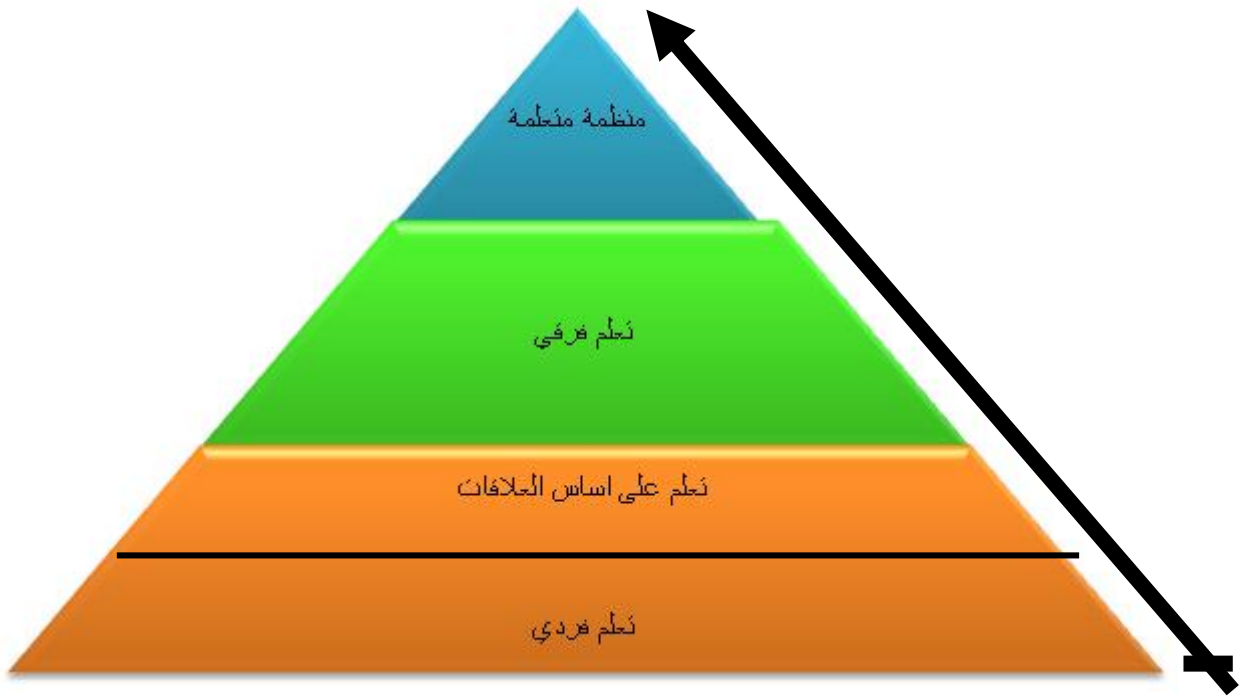 منظمة متعلمة
تعلم فرقي
تعلم على اساس العلاقات
تعلم فردي